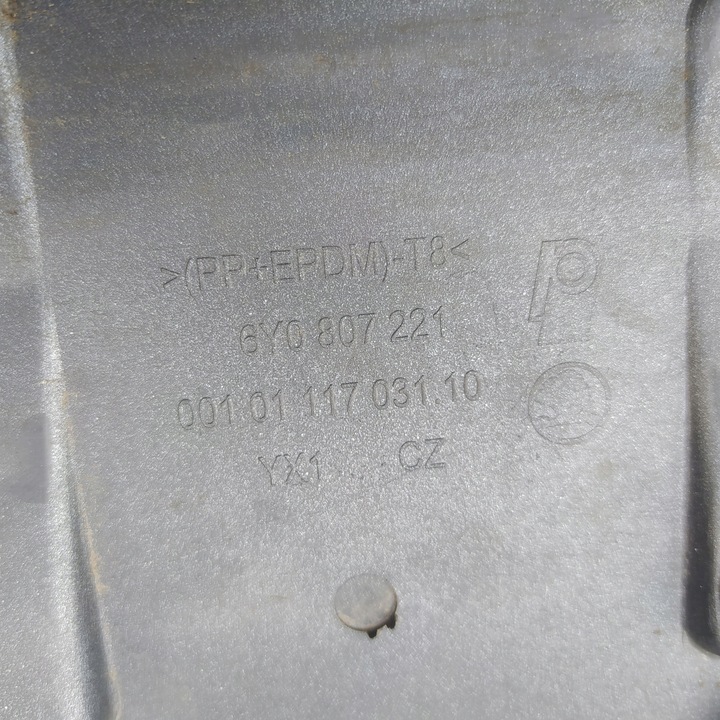 >(PP+EPDM)-T8<
6Y0 807 221
001 01 117 031.10
YX1 CZ